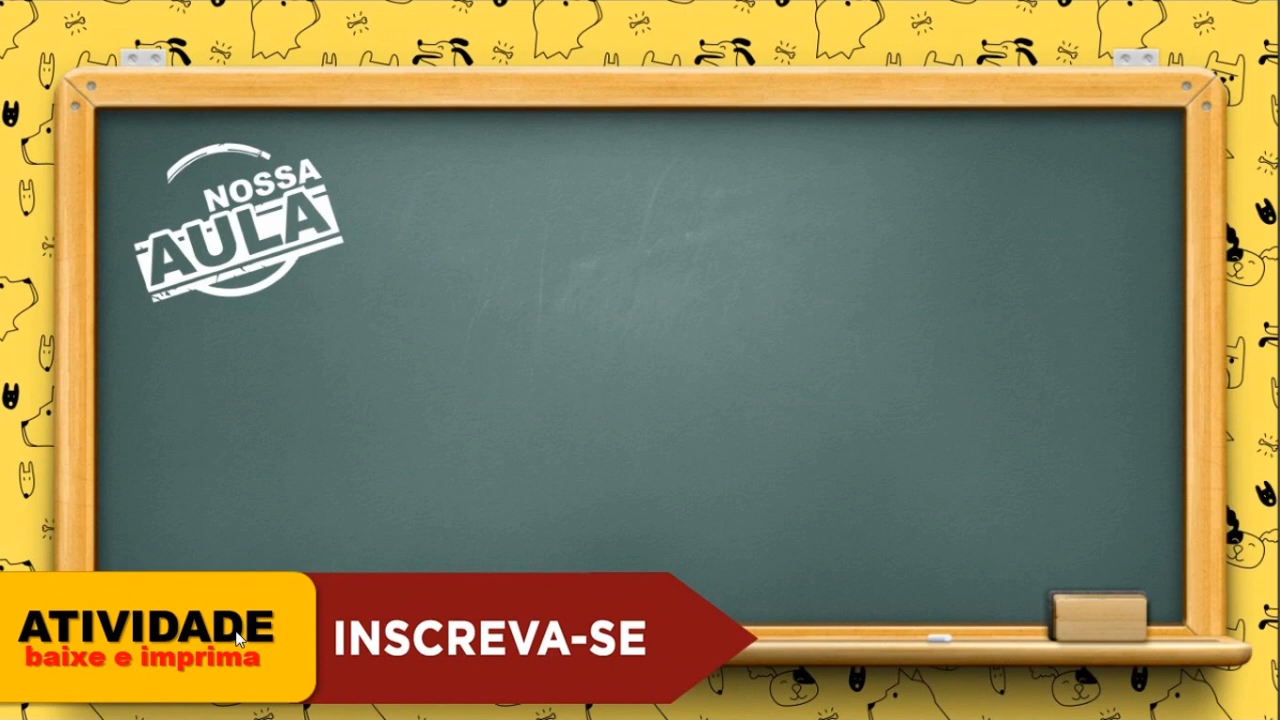 NOSSA
AULA
ATIVIDADE
baixe e imprima
INSCREVA-SE